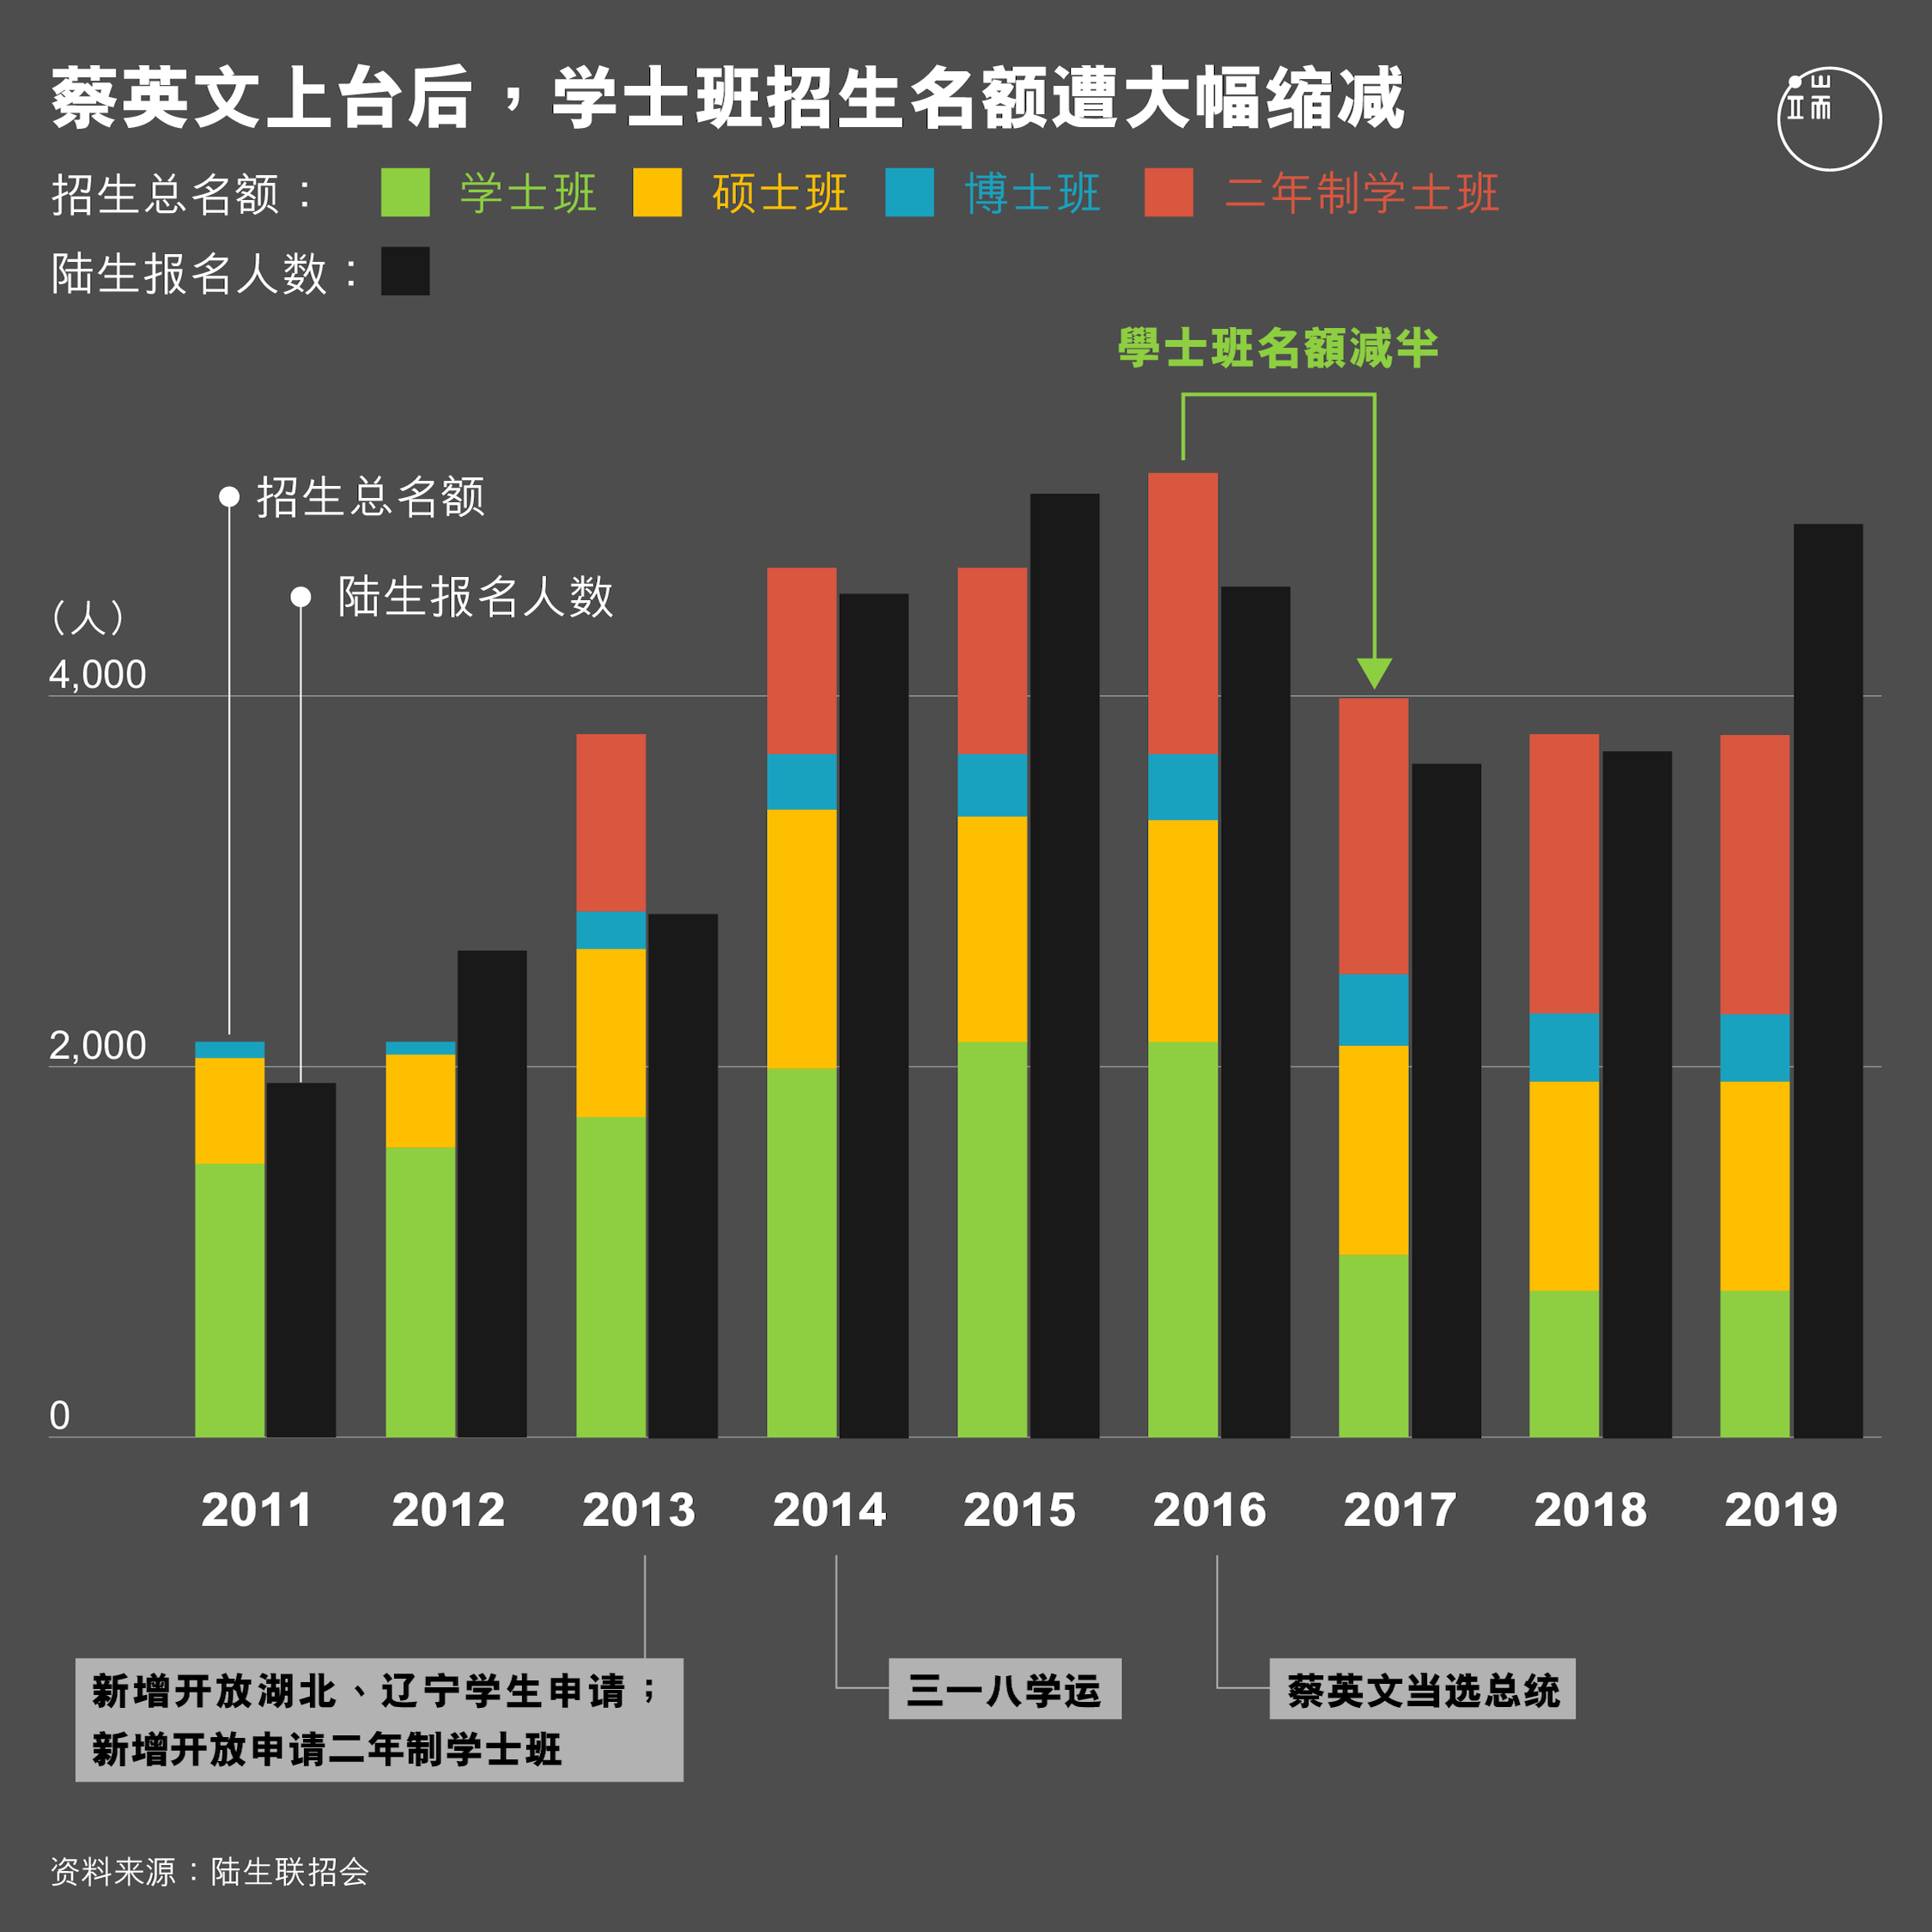 蔡英文上台后，学士班招生名额遭大幅缩减
端
招生总名额： 学士班 硕士班 博士班 二年制学士班
陆生报名人数：
學士班名額減半
招生总名额
陆生报名人数
（人）
4,000
2,000
0
2011 2012 2013 2014 2015 2016 2017 2018 2019
新增开放湖北、辽宁学生申请；
新增开放申请二年制学士班
三一八学运
蔡英文当选总统
资料来源：陆生联招会